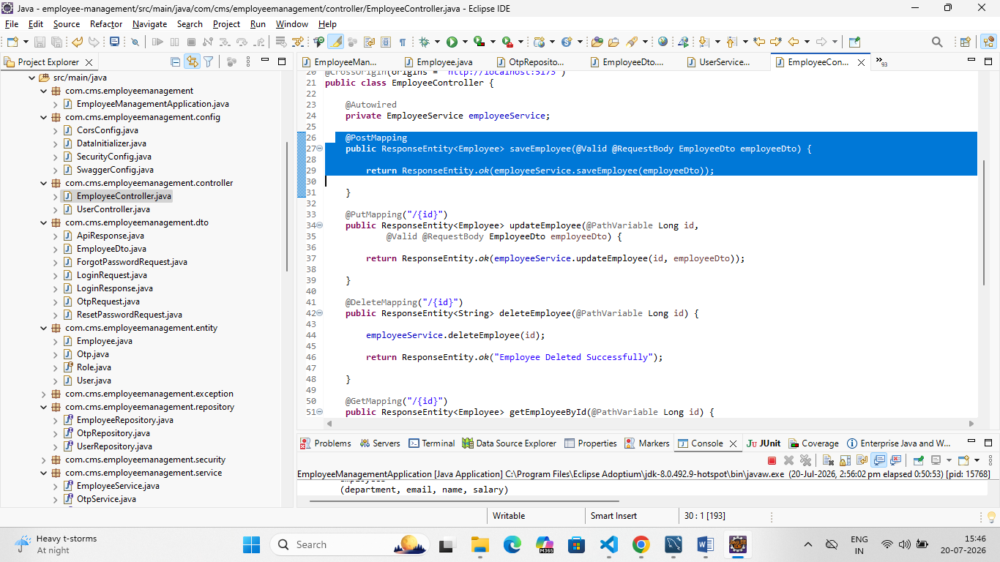 Java - employee-management/src/main/java/com/cms/employeemanagement/controller/EmployeeController.java - Eclipse IDE
File Edit Source Refactor Navigate Search Project Run Window Help
Project Explorer
src/main/java
com.cms.employeemanagement
EmployeeManagementApplication.java
com.cms.employeemanagement.config
CorsConfig.java
DataInitializer.java
SecurityConfig.java
SwaggerConfig.java
com.cms.employeemanagement.controller
EmployeeController.java
UserController.java
com.cms.employeemanagement.dto
ApiResponse.java
EmployeeDto.java
ForgotPasswordRequest.java
LoginRequest.java
LoginResponse.java
OtpRequest.java
ResetPasswordRequest.java
com.cms.employeemanagement.entity
Employee.java
Otp.java
Role.java
User.java
com.cms.employeemanagement.exception
com.cms.employeemanagement.repository
EmployeeRepository.java
OtpRepository.java
UserRepository.java
com.cms.employeemanagement.security
com.cms.employeemanagement.service
EmployeeService.java
OtpService.java
EmployeeMan... Employee.java OtpReposito... EmployeeDto.... UserService... EmployeeCon... »93
20 @CrossOrigin(origins = "http://localhost:5173")
21 public class EmployeeController {
22
23 @Autowired
24 private EmployeeService employeeService;
25
26 @PostMapping
27 public ResponseEntity<Employee> saveEmployee(@Valid @RequestBody EmployeeDto employeeDto) {
28
29 return ResponseEntity.ok(employeeService.saveEmployee(employeeDto));
30
31 }
32
33 @PutMapping("/{id}")
34 public ResponseEntity<Employee> updateEmployee(@PathVariable Long id,
35 @Valid @RequestBody EmployeeDto employeeDto) {
36
37 return ResponseEntity.ok(employeeService.updateEmployee(id, employeeDto));
38
39 }
40
41 @DeleteMapping("/{id}")
42 public ResponseEntity<String> deleteEmployee(@PathVariable Long id) {
43
44 employeeService.deleteEmployee(id);
45
46 return ResponseEntity.ok("Employee Deleted Successfully");
47
48 }
49
50 @GetMapping("/{id}")
51 public ResponseEntity<Employee> getEmployeeById(@PathVariable Long id) {
Problems Servers Terminal Data Source Explorer Properties Markers Console JUnit Coverage Enterprise Java and W...
EmployeeManagementApplication [Java Application] C:\Program Files\Eclipse Adoptium\jdk-8.0.492.9-hotspot\bin\javaw.exe (20-Jul-2026, 2:56:02 pm elapsed 0:50:53) [pid: 15768]
employees
(department, email, name, salary)
Writable Smart Insert 30 : 1 [193]
Heavy t-storms
At night
Search
M365
ENG
IN
15:46
20-07-2026